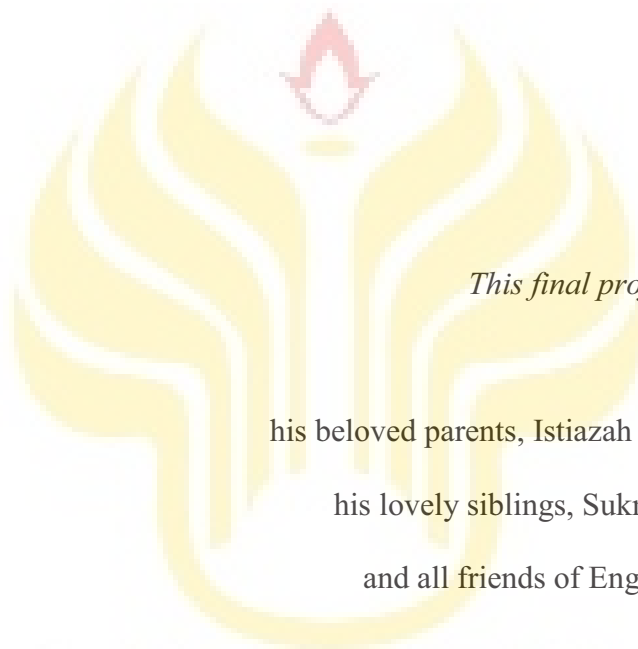 This final
his beloved parents, Istiazah
his lovely siblings,
and all friends of